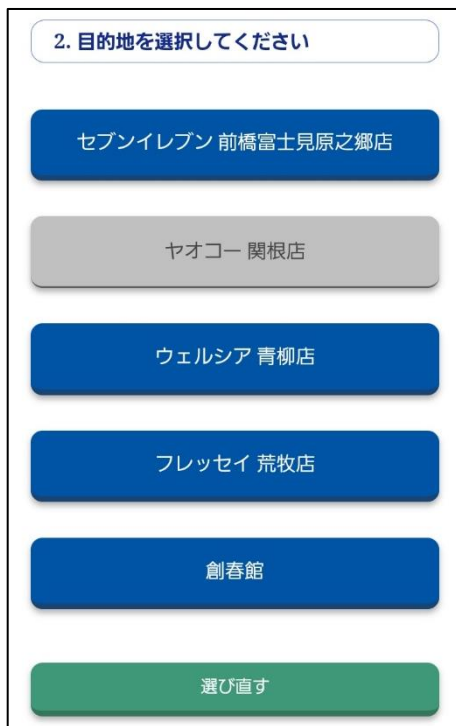 2. 目的地を選択してください
セブンイレブン 前橋富士見原之郷店
ヤオコー 関根店
ウェルシア 青柳店
フレッセイ 荒牧店
創春館
選び直す